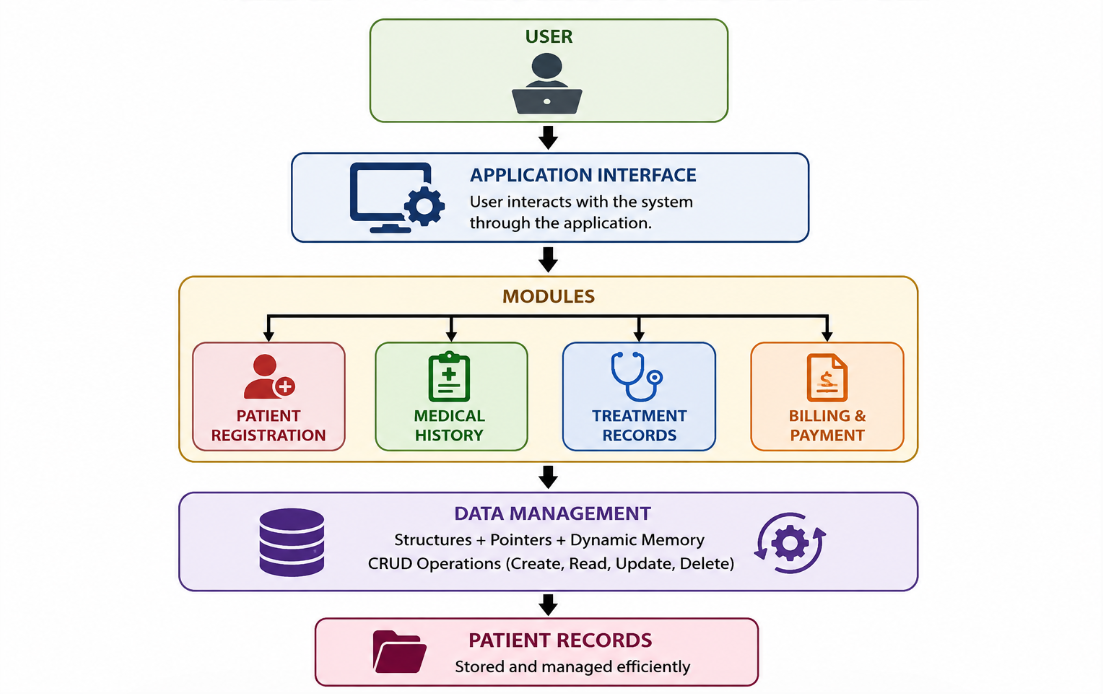 USER
APPLICATION INTERFACE
User interacts with the system
through the application.
MODULES
PATIENT
REGISTRATION
MEDICAL
HISTORY
TREATMENT
RECORDS
$
BILLING &
PAYMENT
DATA MANAGEMENT
Structures + Pointers + Dynamic Memory
CRUD Operations (Create, Read, Update, Delete)
PATIENT RECORDS
Stored and managed efficiently